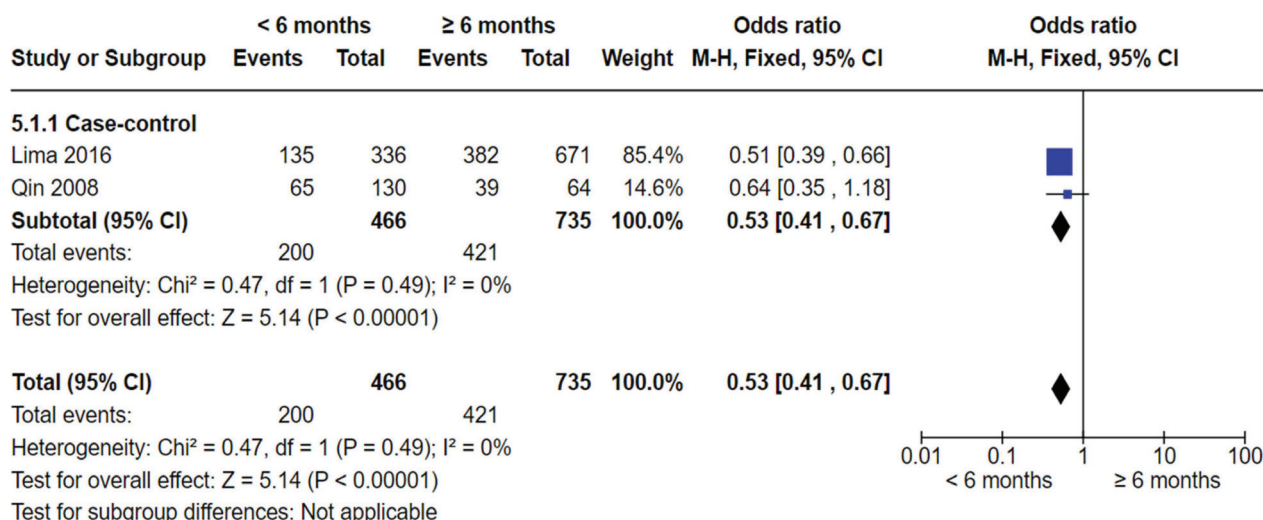 < 6 months ≥ 6 months Odds ratio Odds ratio
Study or Subgroup Events Total Events Total Weight M-H, Fixed, 95% CI M-H, Fixed, 95% CI
5.1.1 Case-control
Lima 2016 135 336 382 671 85.4% 0.51 [0.39 , 0.66]
Qin 2008 65 130 39 64 14.6% 0.64 [0.35 , 1.18]
Subtotal (95% CI) 466 735 100.0% 0.53 [0.41 , 0.67]
Total events: 200 421
Heterogeneity: Chi² = 0.47, df = 1 (P = 0.49); I² = 0%
Test for overall effect: Z = 5.14 (P < 0.00001)
Total (95% CI) 466 735 100.0% 0.53 [0.41 , 0.67]
Total events: 200 421
Heterogeneity: Chi² = 0.47, df = 1 (P = 0.49); I² = 0%
0.01 0.1 1 10 100
Test for overall effect: Z = 5.14 (P < 0.00001) < 6 months ≥ 6 months
Test for subgroup differences: Not applicable